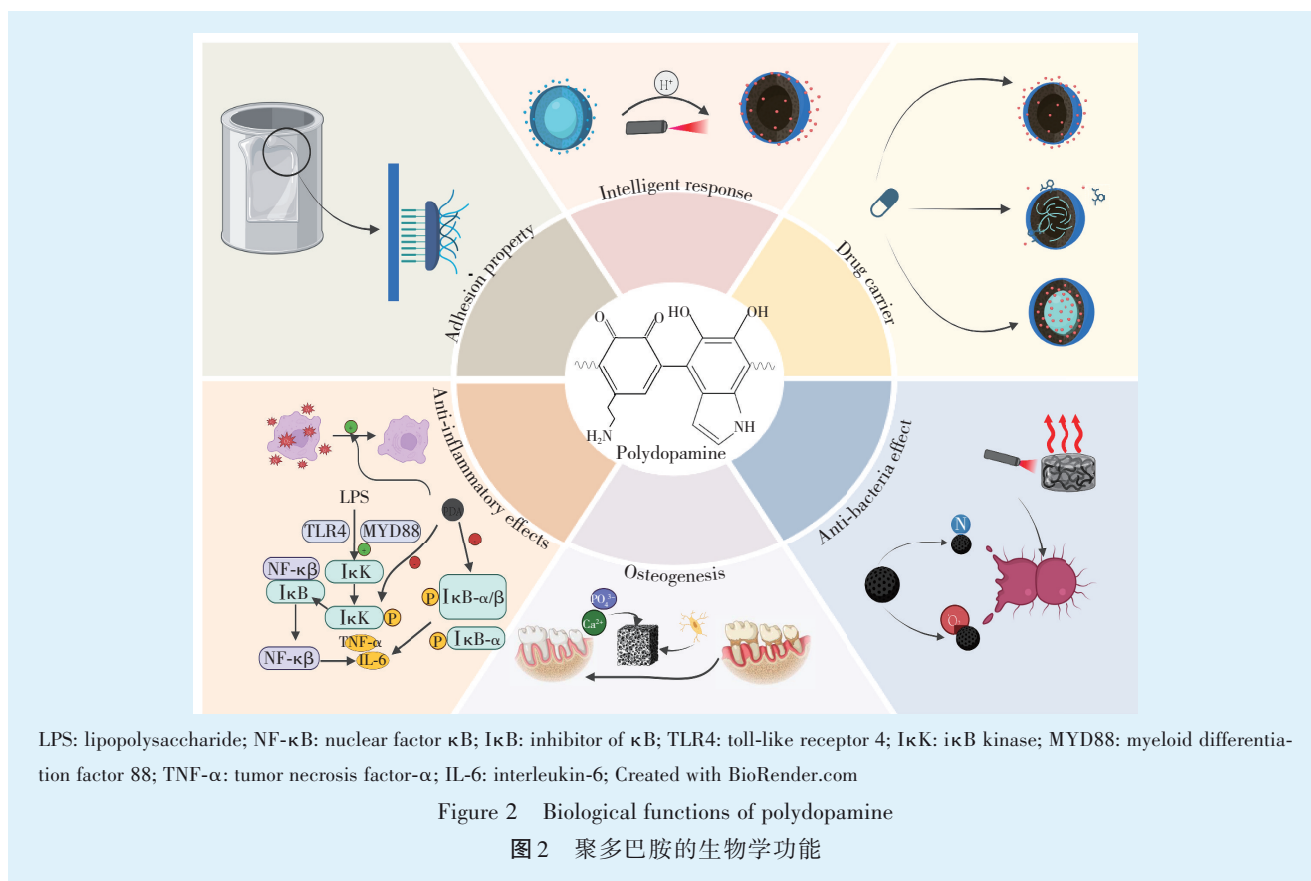 H⁺
Intelligent response
Adhesion property
Drug carrier
O
O
HO
OH
H₂N
NH
Polydopamine
Anti-inflammatory effects
Anti-bacteria effect
Osteogenesis
+
LPS
PDA
TLR4
MYD88
+
-
-
NF-κβ
IκK
IκB
P
IκB-α/β
IκK
P
TNF-α
P
IκB-α
NF-κβ
IL-6
PO₄³⁻
Ca²⁺
N
LPS: lipopolysaccharide; NF-κB: nuclear factor κB; IκB: inhibitor of κB; TLR4: toll-like receptor 4; IκK: iκB kinase; MYD88: myeloid differentia-
tion factor 88; TNF-α: tumor necrosis factor-α; IL-6: interleukin-6; Created with BioRender.com
Figure 2 Biological functions of polydopamine
图2 聚多巴胺的生物学功能